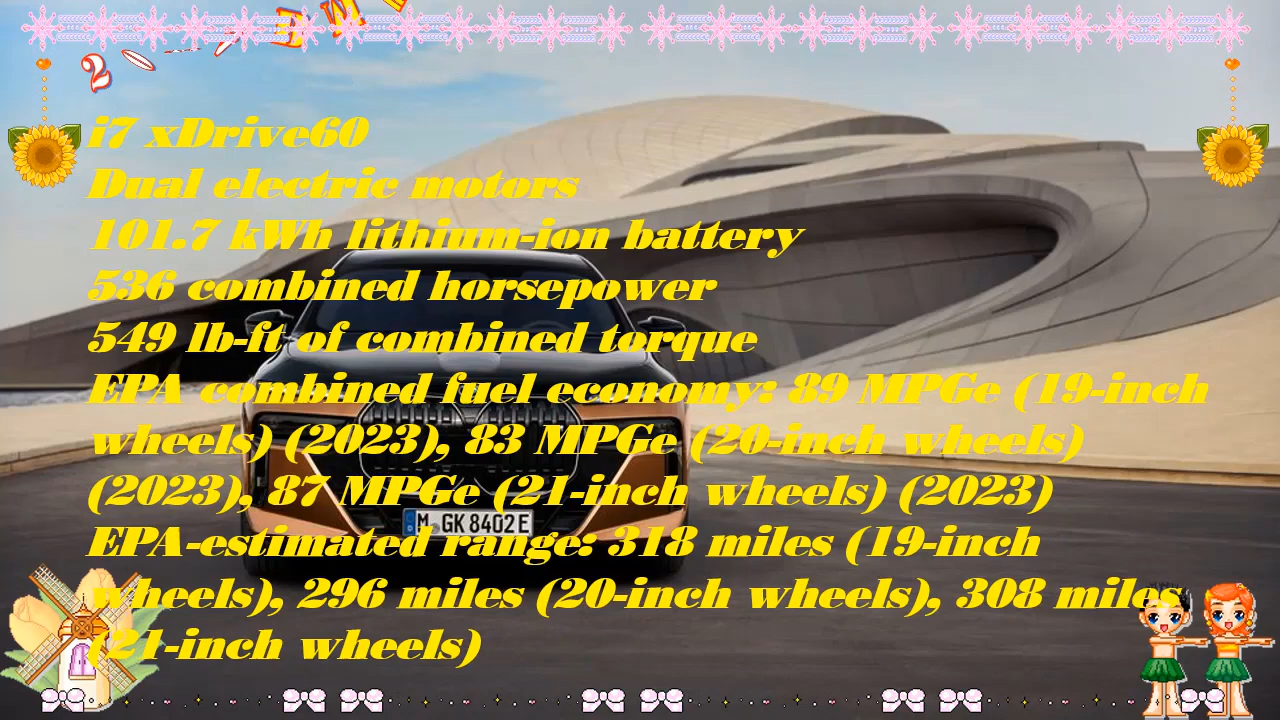 i7 xDrive60
Dual electric motors
101.7 kWh lithium-ion battery
536 combined horsepower
549 lb-ft of combined torque
EPA combined fuel economy: 89 MPGe (19-inch
wheels) (2023), 83 MPGe (20-inch wheels)
(2023), 87 MPGe (21-inch wheels) (2023)
M GK 8402E
EPA-estimated range: 318 miles (19-inch
wheels), 296 miles (20-inch wheels), 308 miles
(21-inch wheels)